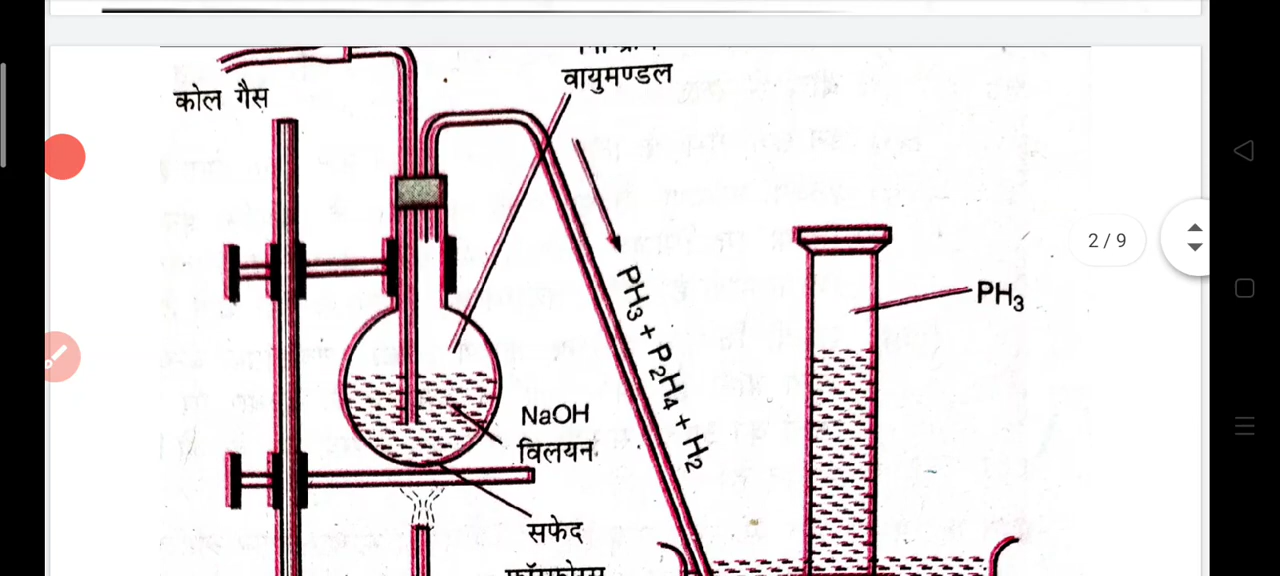 वायुमण्डल
कोल गैस
2 / 9
PH3
PH3 + P2H4 + H2
NaOH
विलयन
सफेद